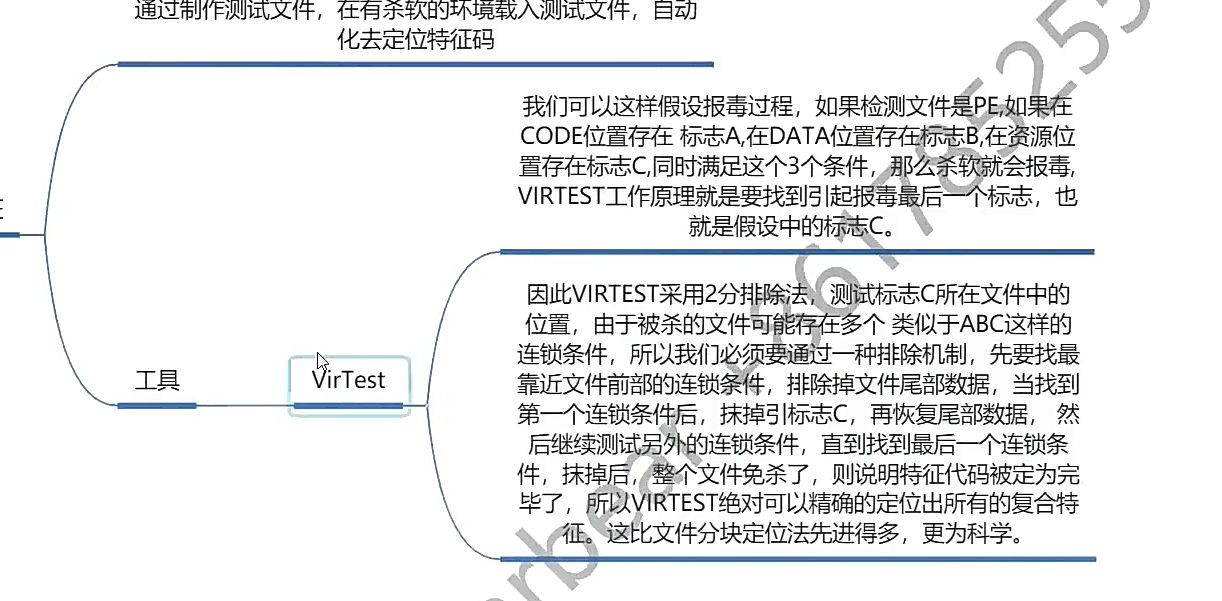 通过制作测试文件，在有杀软的环境载入测试文件，自动
化去定位特征码
我们可以这样假设报毒过程，如果检测文件是PE,如果在
CODE位置存在 标志A,在DATA位置存在标志B,在资源位
置存在标志C,同时满足这个3个条件，那么杀软就会报毒,
VIRTEST工作原理就是要找到引起报毒最后一个标志，也
就是假设中的标志C。
因此VIRTEST采用2分排除法，测试标志C所在文件中的
位置，由于被杀的文件可能存在多个 类似于ABC这样的
连锁条件，所以我们必须要通过一种排除机制，先要找最
靠近文件前部的连锁条件，排除掉文件尾部数据，当找到
第一个连锁条件后，抹掉引标志C，再恢复尾部数据， 然
后继续测试另外的连锁条件，直到找到最后一个连锁条
件，抹掉后，整个文件免杀了，则说明特征代码被定为完
毕了，所以VIRTEST绝对可以精确的定位出所有的复合特
征。这比文件分块定位法先进得多，更为科学。
工具
VirTest
rbear +8617785255